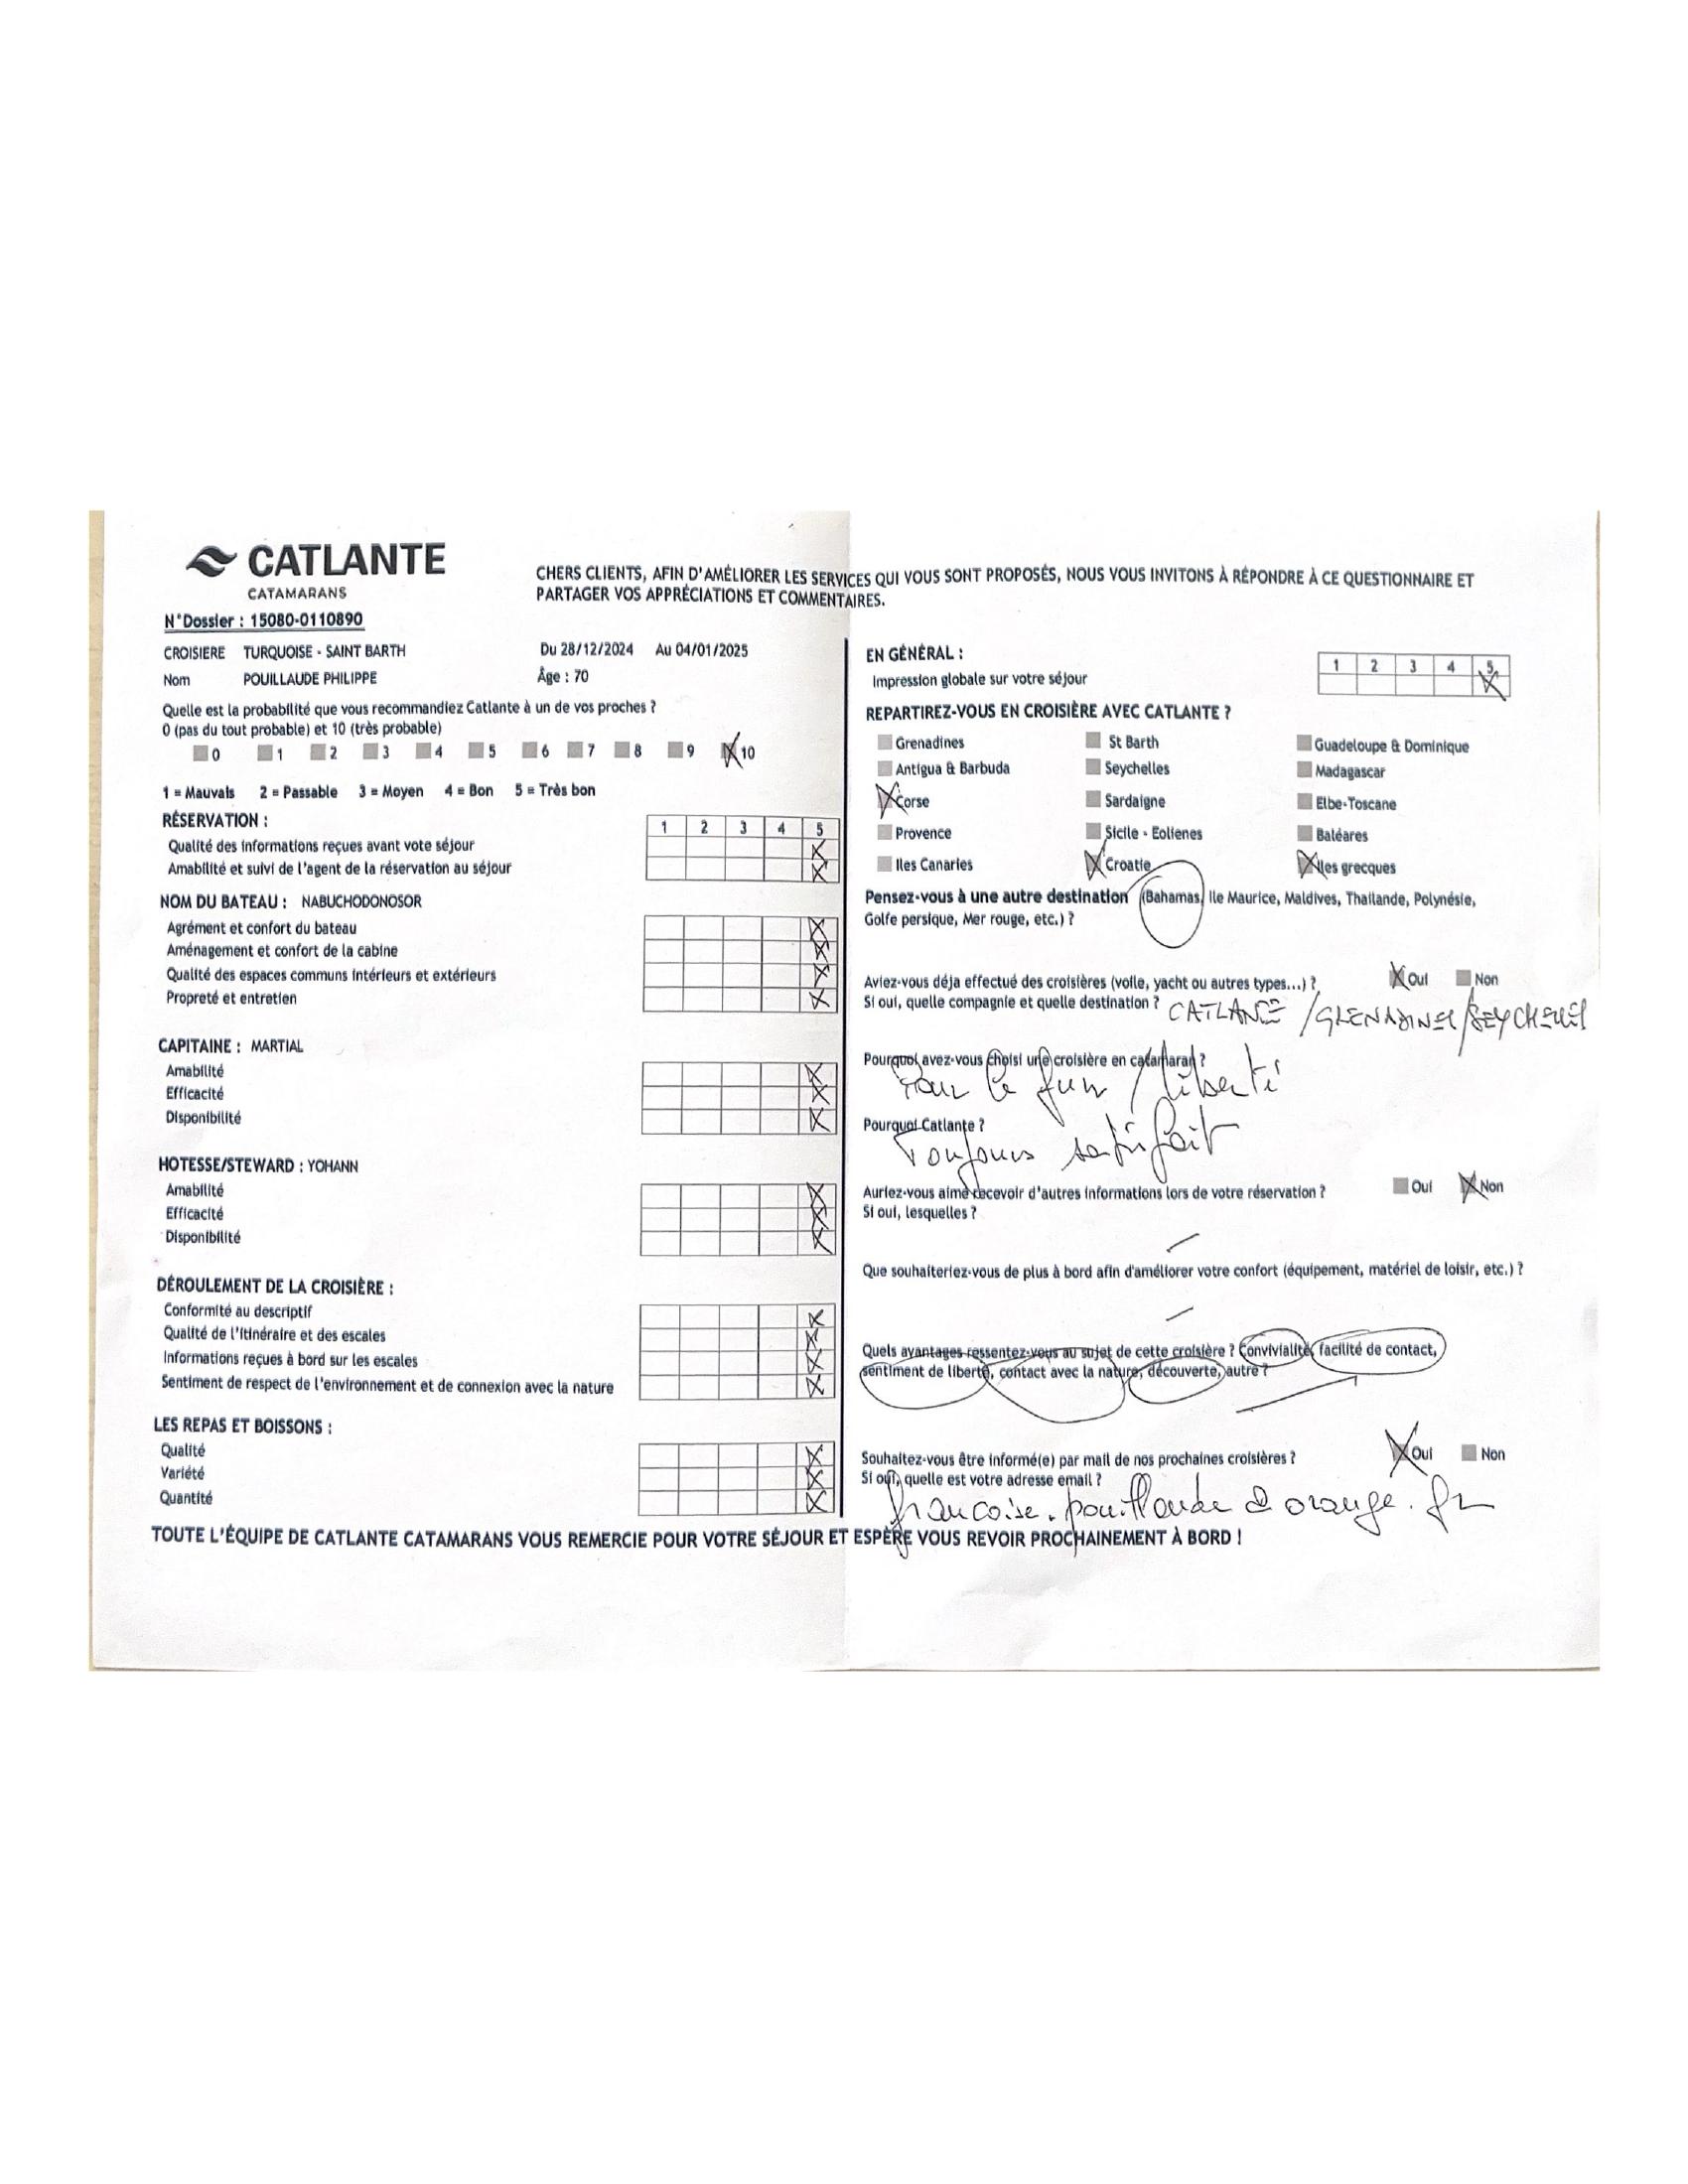 CATLANTE
CATAMARANS
CHERS CLIENTS, AFIN D'AMÉLIORER LES SERVICES QUI VOUS SONT PROPOSÉS, NOUS VOUS INVITONS À RÉPONDRE À CE QUESTIONNAIRE ET
PARTAGER VOS APPRÉCIATIONS ET COMMENTAIRES.
N°Dossier : 15080-0110890
CROISIERE TURQUOISE - SAINT BARTH Du 28/12/2024 Au 04/01/2025
Nom POUILLAUDE PHILIPPE Âge : 70
Quelle est la probabilité que vous recommandiez Catlante à un de vos proches ?
0 (pas du tout probable) et 10 (très probable)
0 1 2 3 4 5 6 7 8 9 10
1 = Mauvais 2 = Passable 3 = Moyen 4 = Bon 5 = Très bon
RÉSERVATION : 1 2 3 4 5
Qualité des informations reçues avant vote séjour
Amabilité et suivi de l'agent de la réservation au séjour
NOM DU BATEAU : NABUCHODONOSOR
Agrément et confort du bateau
Aménagement et confort de la cabine
Qualité des espaces communs intérieurs et extérieurs
Propreté et entretien
CAPITAINE : MARTIAL
Amabilité
Efficacité
Disponibilité
HOTESSE/STEWARD : YOHANN
Amabilité
Efficacité
Disponibilité
DÉROULEMENT DE LA CROISIÈRE :
Conformité au descriptif
Qualité de l'itinéraire et des escales
Informations reçues à bord sur les escales
Sentiment de respect de l'environnement et de connexion avec la nature
LES REPAS ET BOISSONS :
Qualité
Variété
Quantité
EN GÉNÉRAL : 1 2 3 4 5
Impression globale sur votre séjour
REPARTIREZ-VOUS EN CROISIÈRE AVEC CATLANTE ?
Grenadines St Barth Guadeloupe & Dominique
Antigua & Barbuda Seychelles Madagascar
Corse Sardaigne Elbe-Toscane
Provence Sicile - Eoliennes Baléares
Iles Canaries Croatie Iles grecques
Pensez-vous à une autre destination (Bahamas, Ile Maurice, Maldives, Thailande, Polynésie,
Golfe persique, Mer rouge, etc.) ?
Aviez-vous déja effectué des croisières (voile, yacht ou autres types...) ? Oui Non
Si oui, quelle compagnie et quelle destination ? CATLANCE / GRENADINES / SEYCHELLES
Pourquoi avez-vous choisi une croisière en catamaran ?
Pour le fun / liberté
Pourquoi Catlante ?
Toujours satisfait
Auriez-vous aimé recevoir d'autres informations lors de votre réservation ? Oui Non
Si oui, lesquelles ?
Que souhaiteriez-vous de plus à bord afin d'améliorer votre confort (équipement, matériel de loisir, etc.) ?
Quels avantages ressentez-vous au sujet de cette croisière ? Convivialité, facilité de contact,
sentiment de liberté, contact avec la nature, découverte, autre ?
Souhaitez-vous être informé(e) par mail de nos prochaines croisières ? Oui Non
Si oui, quelle est votre adresse email ?
francoise.pouillaude@orange.fr
TOUTE L'ÉQUIPE DE CATLANTE CATAMARANS VOUS REMERCIE POUR VOTRE SÉJOUR ET ESPÈRE VOUS REVOIR PROCHAINEMENT À BORD !